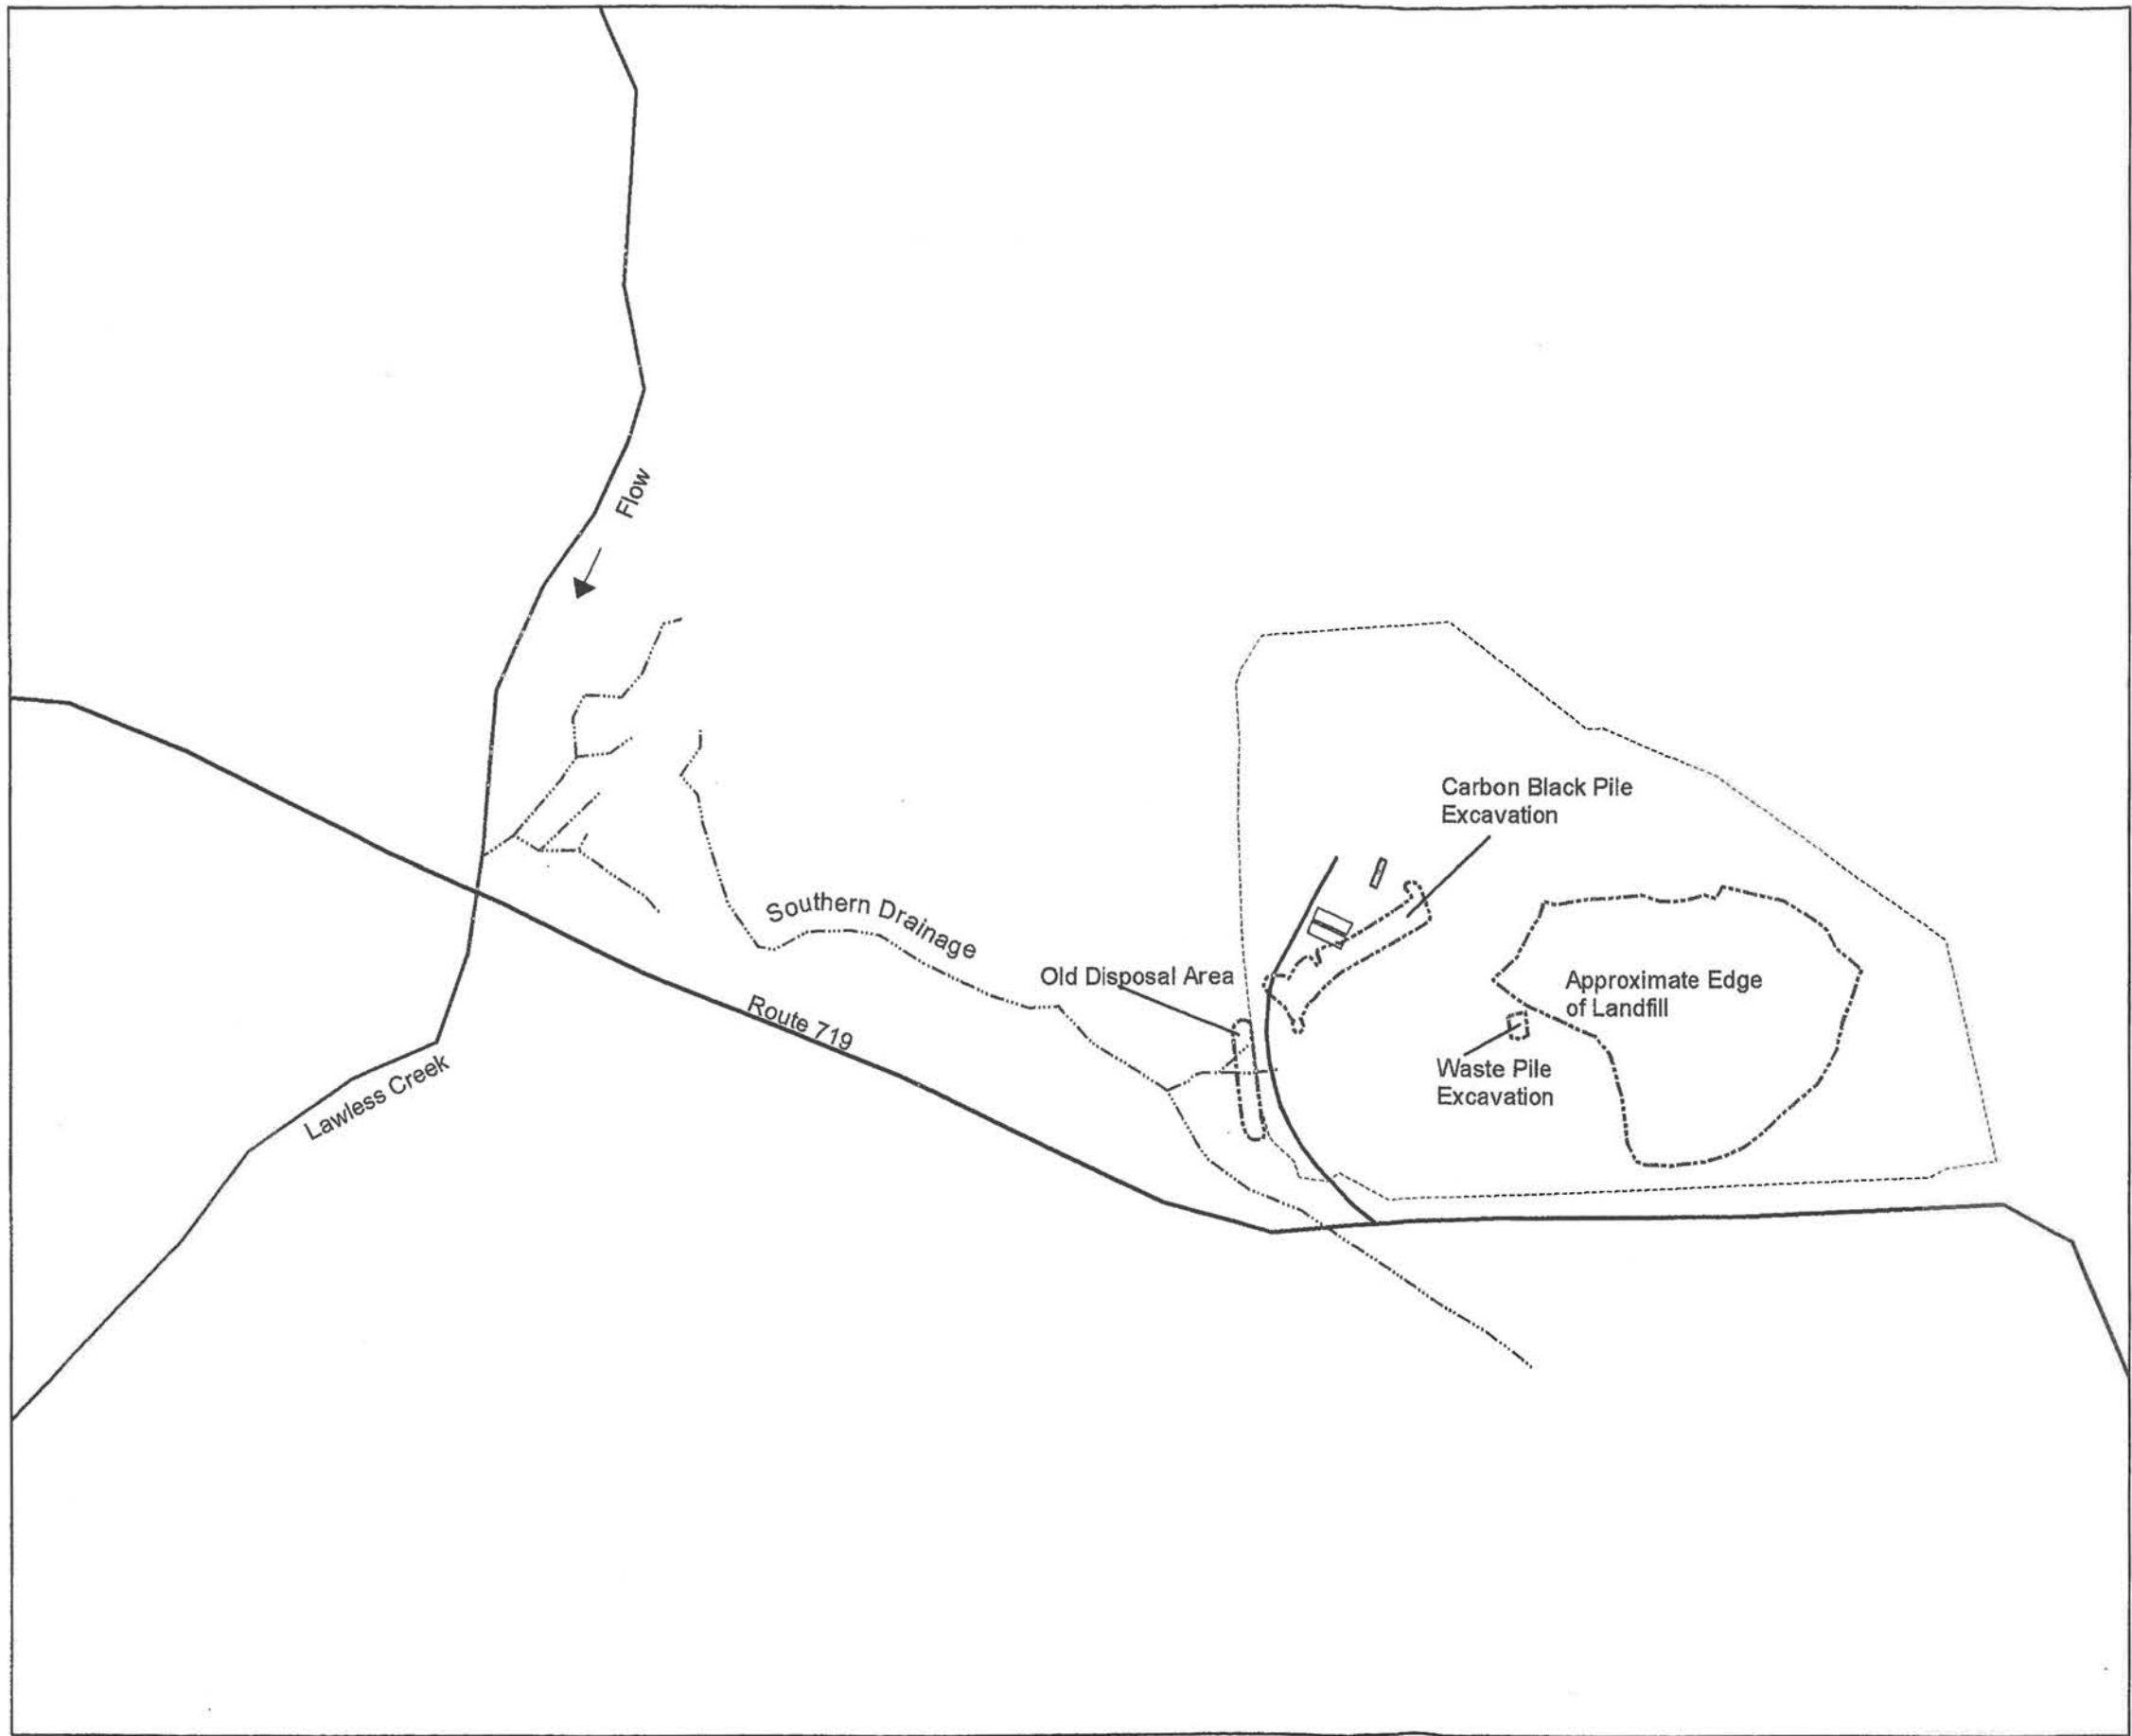 Flow
Carbon Black Pile
Excavation
Southern Drainage
Old Disposal Area
Approximate Edge
of Landfill
Route 719
Waste Pile
Excavation
Lawless Creek